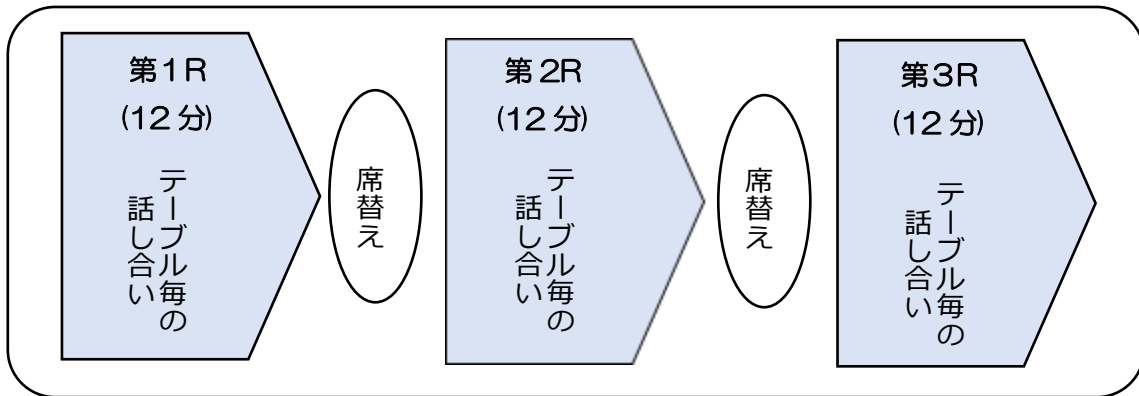 第1R
(12分)
テーブル毎の
話し合い
席替え
第2R
(12分)
テーブル毎の
話し合い
席替え
第3R
(12分)
テーブル毎の
話し合い